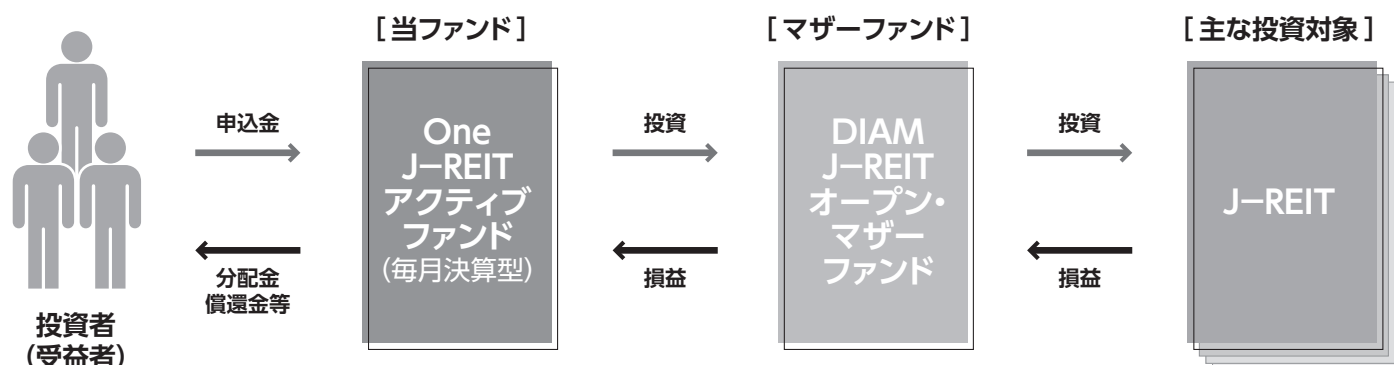 [当ファンド]
[マザーファンド]
[主な投資対象]
申込金
One
J−REIT
アクティブ
ファンド
(毎月決算型)
投資
DIAM
J−REIT
オープン・
マザー
ファンド
投資
J−REIT
分配金
償還金等
損益
損益
投資者
(受益者)